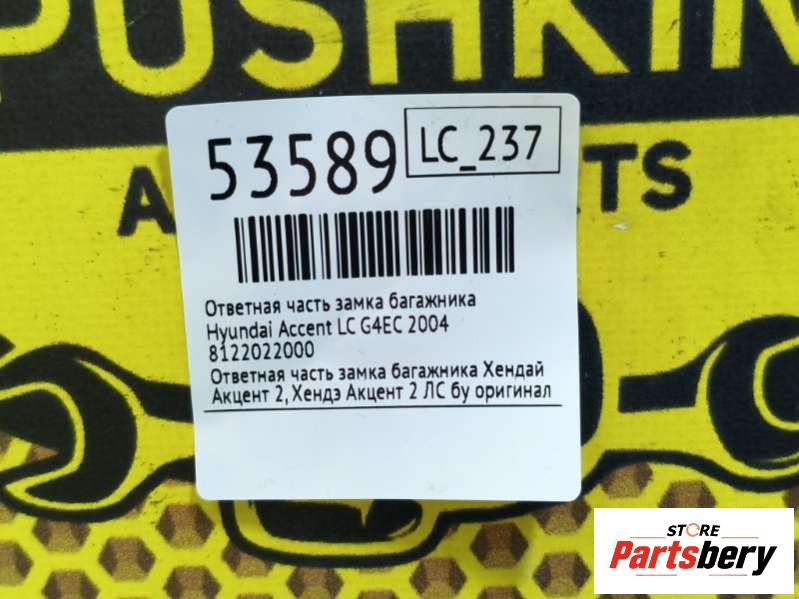 PUSHKIN
53589
LC_237
Ответная часть замка багажника
Hyundai Accent LC G4EC 2004
8122022000
Ответная часть замка багажника Хендай
Акцент 2, Хендэ Акцент 2 ЛС бу оригинал
STORE
Partsbery